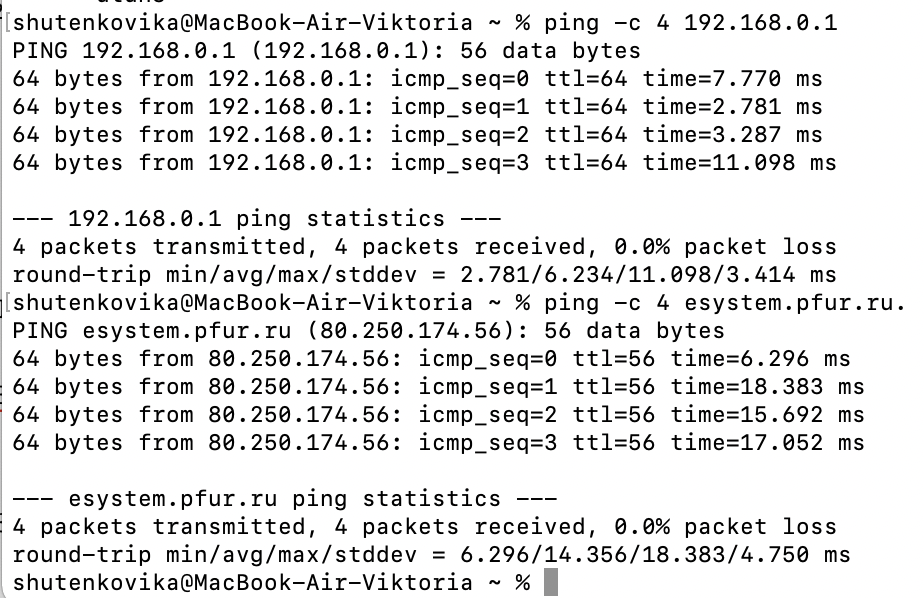 shutenkovika@MacBook-Air-Viktoria ~ % ping -c 4 192.168.0.1
PING 192.168.0.1 (192.168.0.1): 56 data bytes
64 bytes from 192.168.0.1: icmp_seq=0 ttl=64 time=7.770 ms
64 bytes from 192.168.0.1: icmp_seq=1 ttl=64 time=2.781 ms
64 bytes from 192.168.0.1: icmp_seq=2 ttl=64 time=3.287 ms
64 bytes from 192.168.0.1: icmp_seq=3 ttl=64 time=11.098 ms

--- 192.168.0.1 ping statistics ---
4 packets transmitted, 4 packets received, 0.0% packet loss
round-trip min/avg/max/stddev = 2.781/6.234/11.098/3.414 ms
shutenkovika@MacBook-Air-Viktoria ~ % ping -c 4 esystem.pfur.ru.
PING esystem.pfur.ru (80.250.174.56): 56 data bytes
64 bytes from 80.250.174.56: icmp_seq=0 ttl=56 time=6.296 ms
64 bytes from 80.250.174.56: icmp_seq=1 ttl=56 time=18.383 ms
64 bytes from 80.250.174.56: icmp_seq=2 ttl=56 time=15.692 ms
64 bytes from 80.250.174.56: icmp_seq=3 ttl=56 time=17.052 ms

--- esystem.pfur.ru ping statistics ---
4 packets transmitted, 4 packets received, 0.0% packet loss
round-trip min/avg/max/stddev = 6.296/14.356/18.383/4.750 ms
shutenkovika@MacBook-Air-Viktoria ~ %